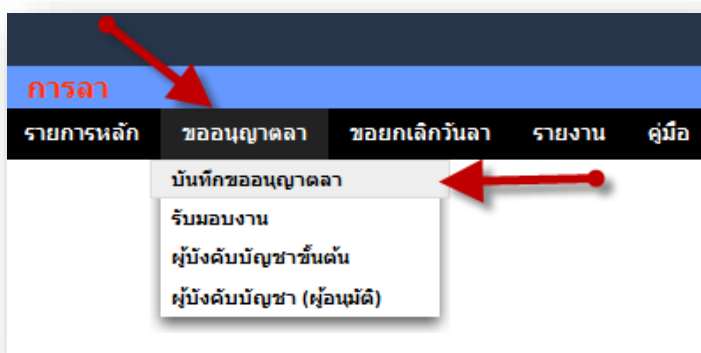 การลา
รายการหลัก ขออนุญาตลา ขอยกเลิกวันลา รายงาน คู่มือ
บันทึกขออนุญาตลา
รับมอบงาน
ผู้บังคับบัญชาขั้นต้น
ผู้บังคับบัญชา (ผู้อนุมัติ)